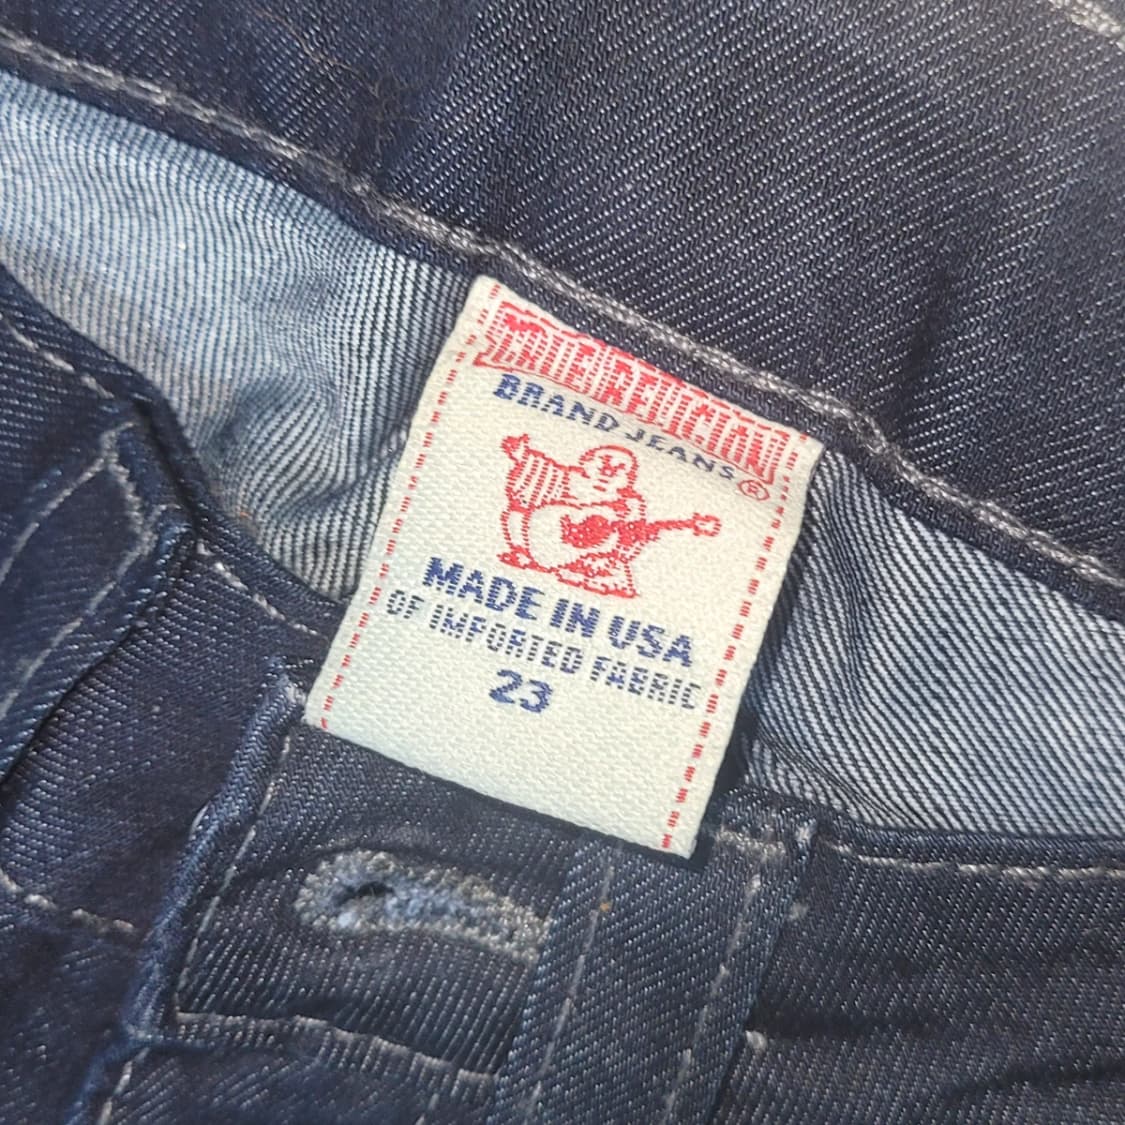 TRUE RELIGION
BRAND JEANS ®
MADE IN USA
OF IMPORTED FABRIC
23